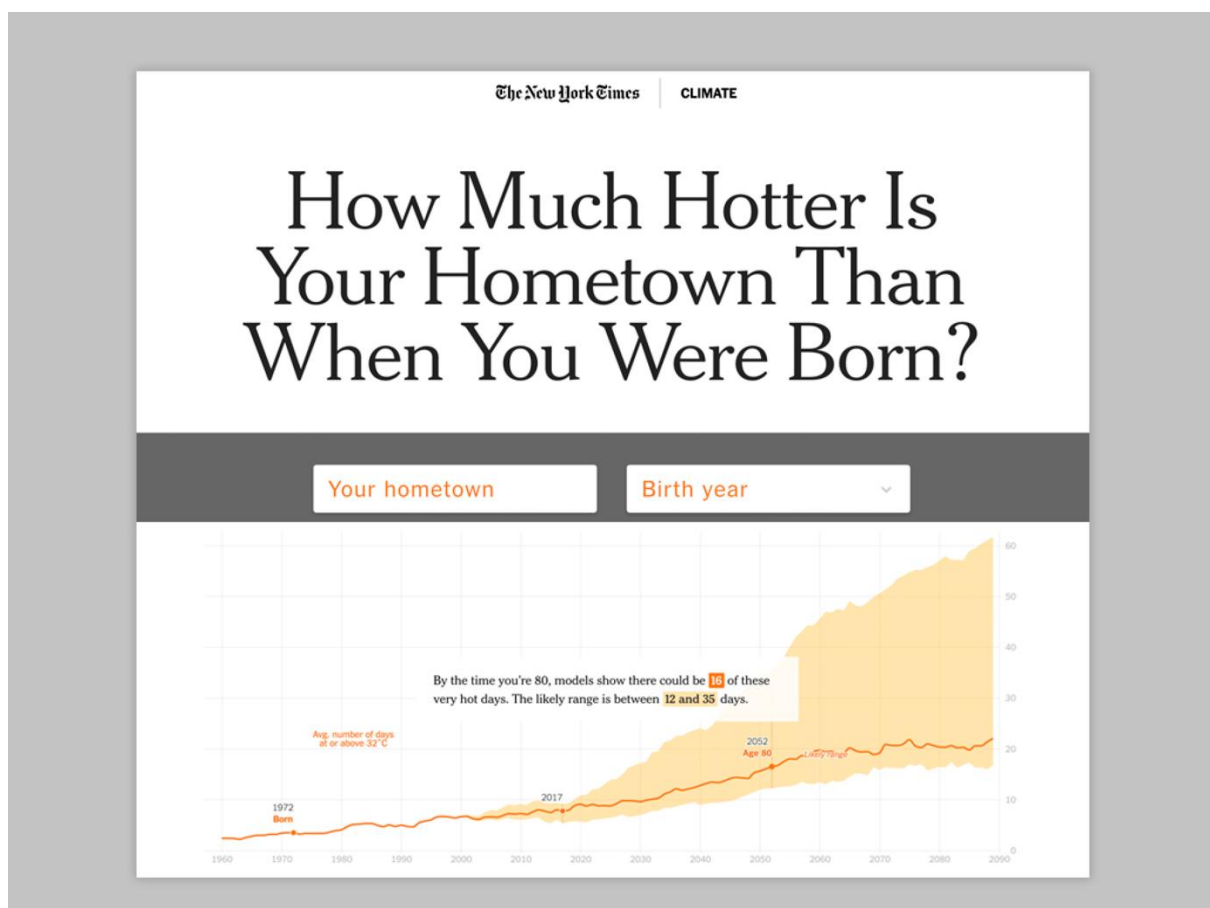 The New York Times
CLIMATE
How Much Hotter Is
Your Hometown Than
When You Were Born?
Your hometown
Birth year
60
50
40
30
20
10
0
By the time you're 80, models show there could be 16 of these
very hot days. The likely range is between 12 and 35 days.
Avg. number of days
at or above 32°C
2052
Age 80
Likely range
2017
1972
Born
1960 1970 1980 1990 2000 2010 2020 2030 2040 2050 2060 2070 2080 2090